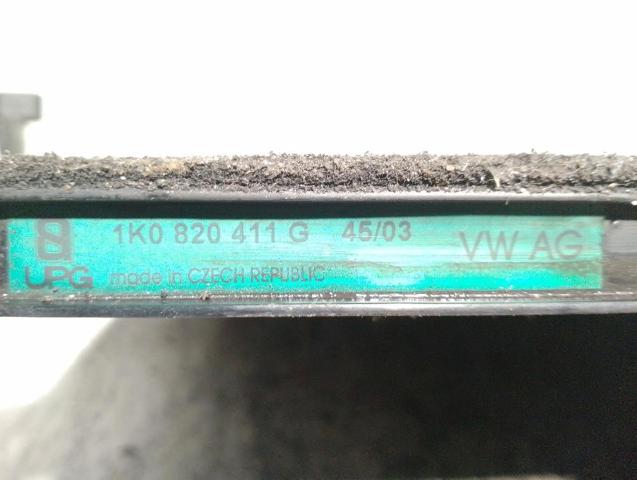 1K0 820 411 G 45/03 VW AG
UPG made in CZECH REPUBLIC